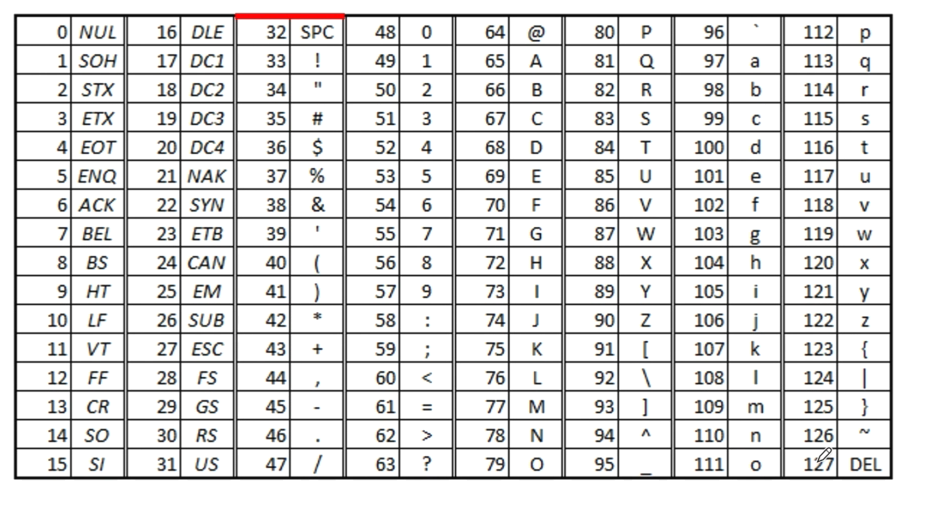 0 NUL 16 DLE 32 SPC 48 0 64 @ 80 P 96 ` 112 p
1 SOH 17 DC1 33 ! 49 1 65 A 81 Q 97 a 113 q
2 STX 18 DC2 34 " 50 2 66 B 82 R 98 b 114 r
3 ETX 19 DC3 35 # 51 3 67 C 83 S 99 c 115 s
4 EOT 20 DC4 36 $ 52 4 68 D 84 T 100 d 116 t
5 ENQ 21 NAK 37 % 53 5 69 E 85 U 101 e 117 u
6 ACK 22 SYN 38 & 54 6 70 F 86 V 102 f 118 v
7 BEL 23 ETB 39 ' 55 7 71 G 87 W 103 g 119 w
8 BS 24 CAN 40 ( 56 8 72 H 88 X 104 h 120 x
9 HT 25 EM 41 ) 57 9 73 I 89 Y 105 i 121 y
10 LF 26 SUB 42 * 58 : 74 J 90 Z 106 j 122 z
11 VT 27 ESC 43 + 59 ; 75 K 91 [ 107 k 123 {
12 FF 28 FS 44 , 60 < 76 L 92 \ 108 l 124 |
13 CR 29 GS 45 - 61 = 77 M 93 ] 109 m 125 }
14 SO 30 RS 46 . 62 > 78 N 94 ^ 110 n 126 ~
15 SI 31 US 47 / 63 ? 79 O 95 _ 111 o 127 DEL